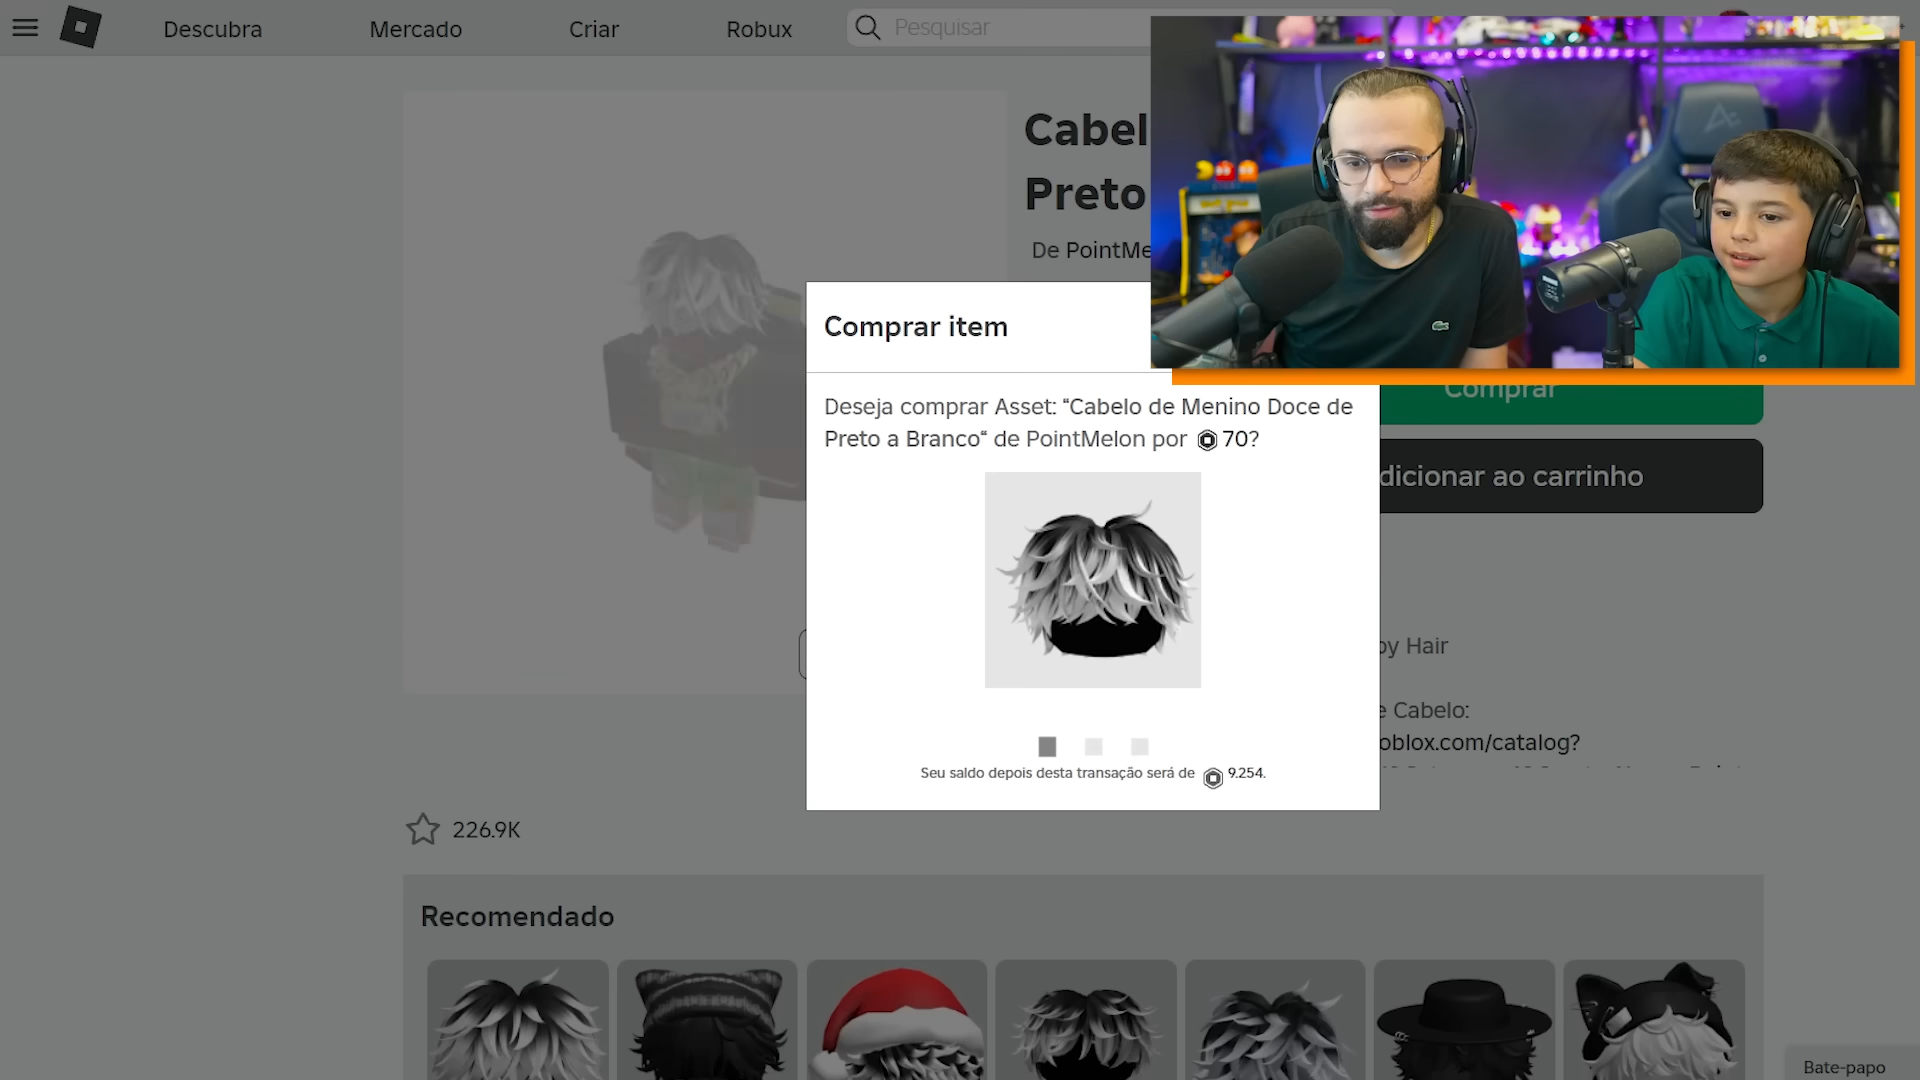 Descubra
Mercado
Criar
Robux
Pesquisar
Cabel
Preto
De PointMe
Comprar item
Deseja comprar Asset: “Cabelo de Menino Doce de
Preto a Branco“ de PointMelon por 70?
Comprar
dicionar ao carrinho
oy Hair
e Cabelo:
oblox.com/catalog?
Seu saldo depois desta transação será de 9.254.
226.9K
Recomendado
Bate-papo